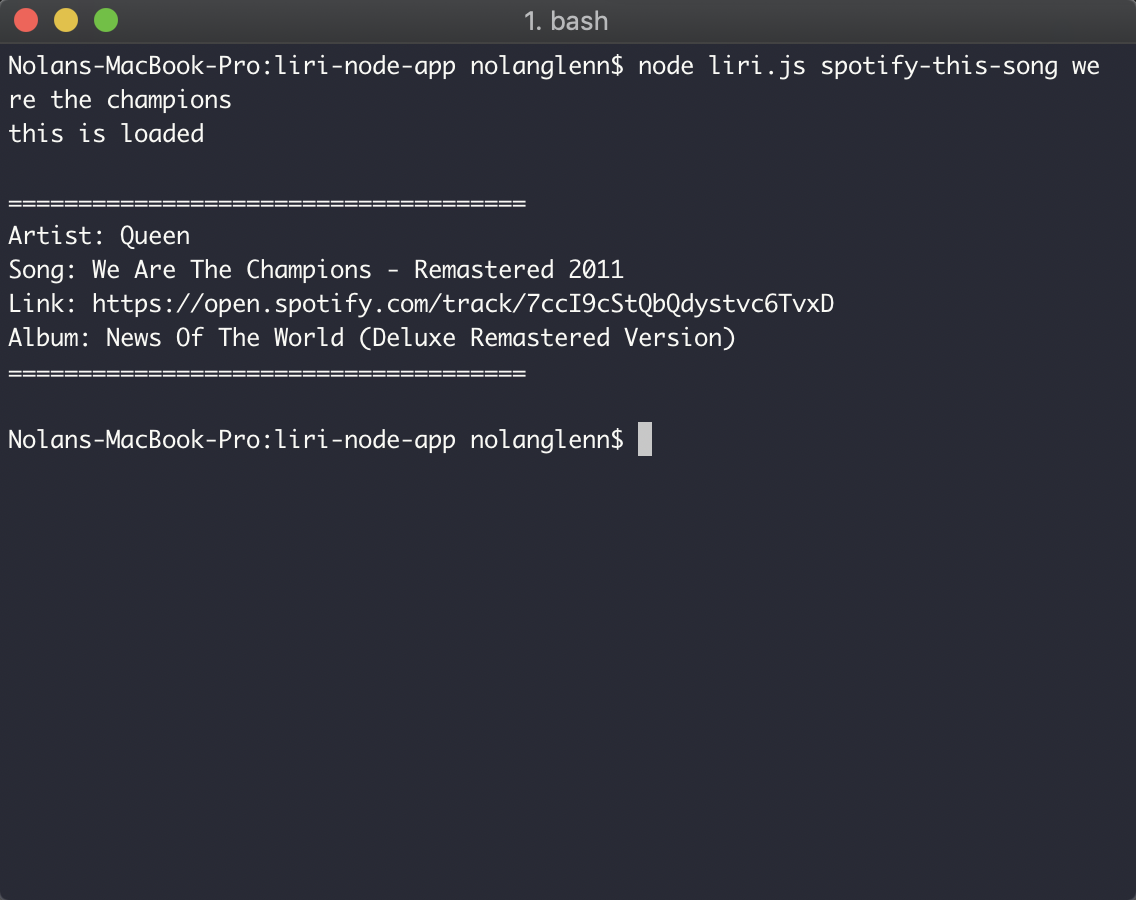 1. bash
Nolans-MacBook-Pro:liri-node-app nolanglenn$ node liri.js spotify-this-song we
re the champions
this is loaded
=====================================
Artist: Queen
Song: We Are The Champions - Remastered 2011
Link: https://open.spotify.com/track/7ccI9cStQbQdystvc6TvxD
Album: News Of The World (Deluxe Remastered Version)
=====================================
Nolans-MacBook-Pro:liri-node-app nolanglenn$